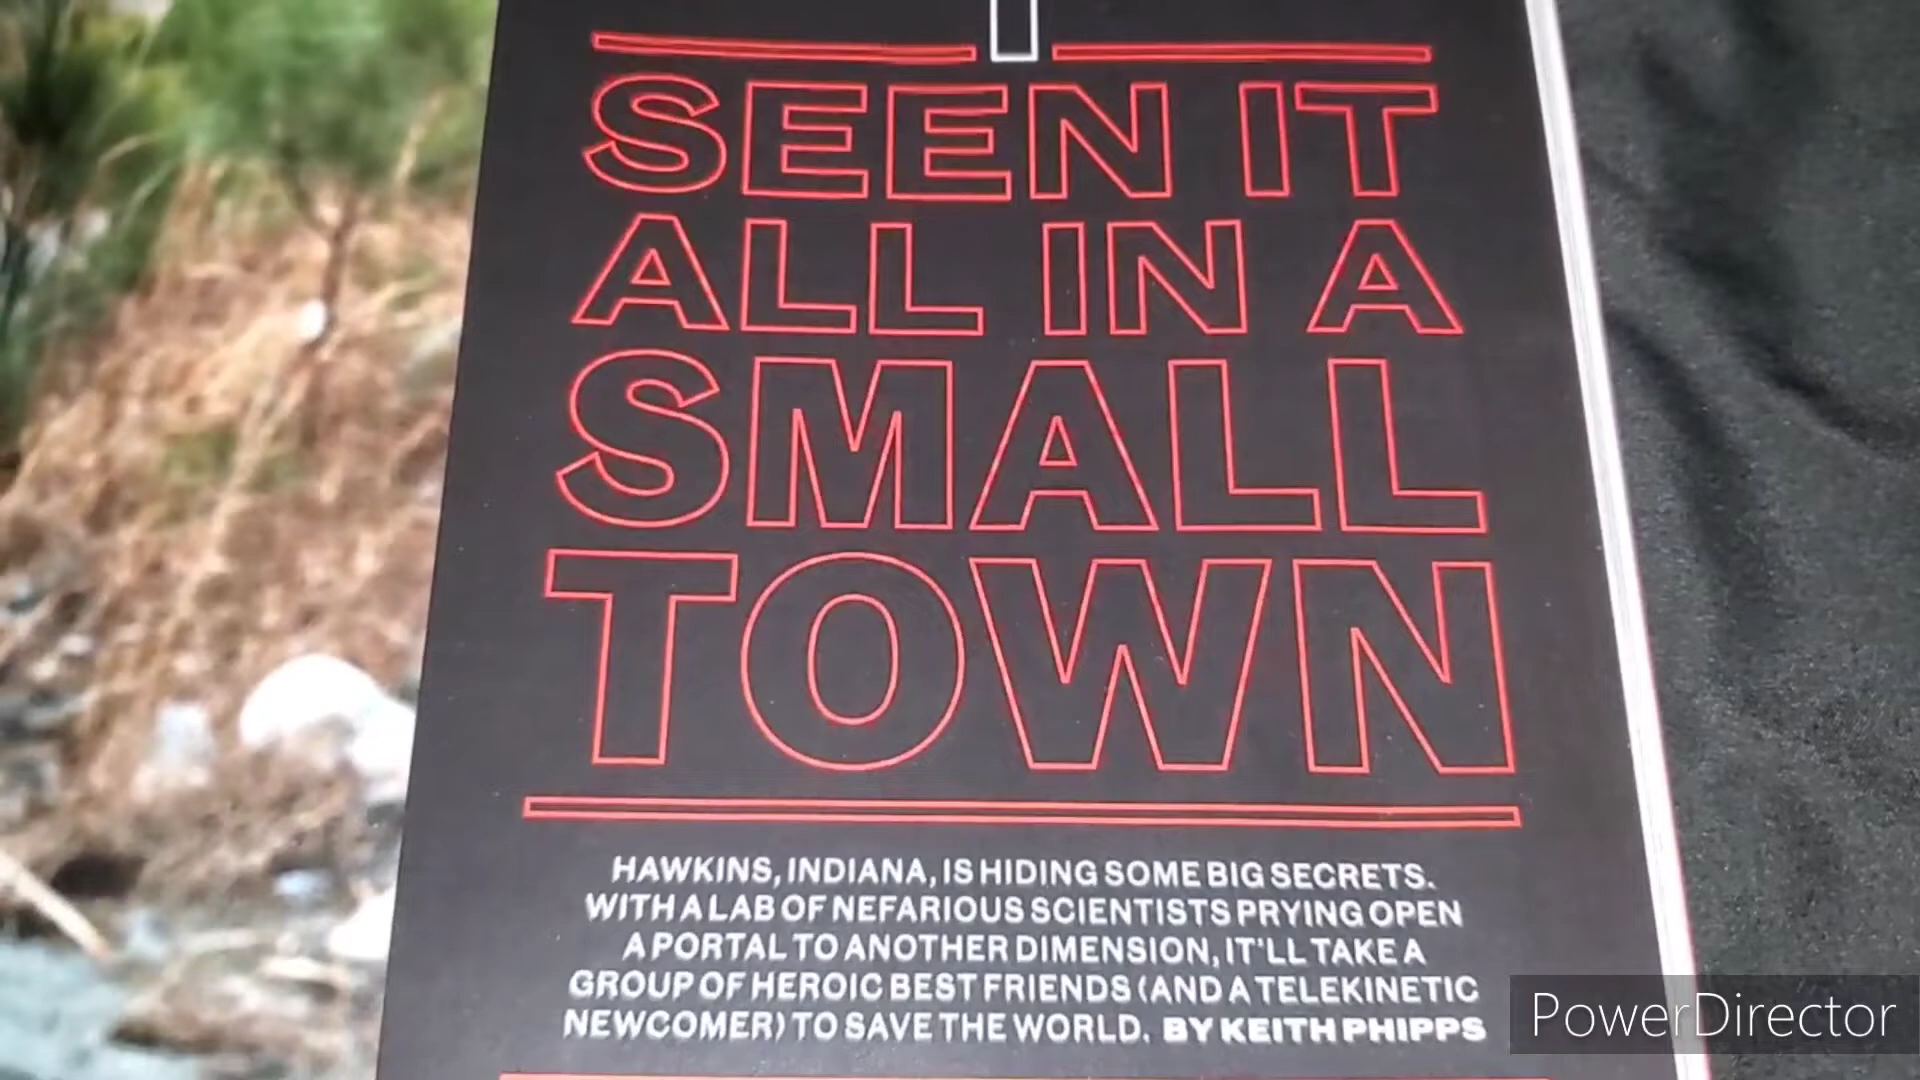 SEEN IT
ALL IN A
SMALL
TOWN
HAWKINS, INDIANA, IS HIDING SOME BIG SECRETS.
WITH A LAB OF NEFARIOUS SCIENTISTS PRYING OPEN
A PORTAL TO ANOTHER DIMENSION, IT'LL TAKE A
GROUP OF HEROIC BEST FRIENDS (AND A TELEKINETIC
NEWCOMER) TO SAVE THE WORLD. BY KEITH PHIPPS
PowerDirector